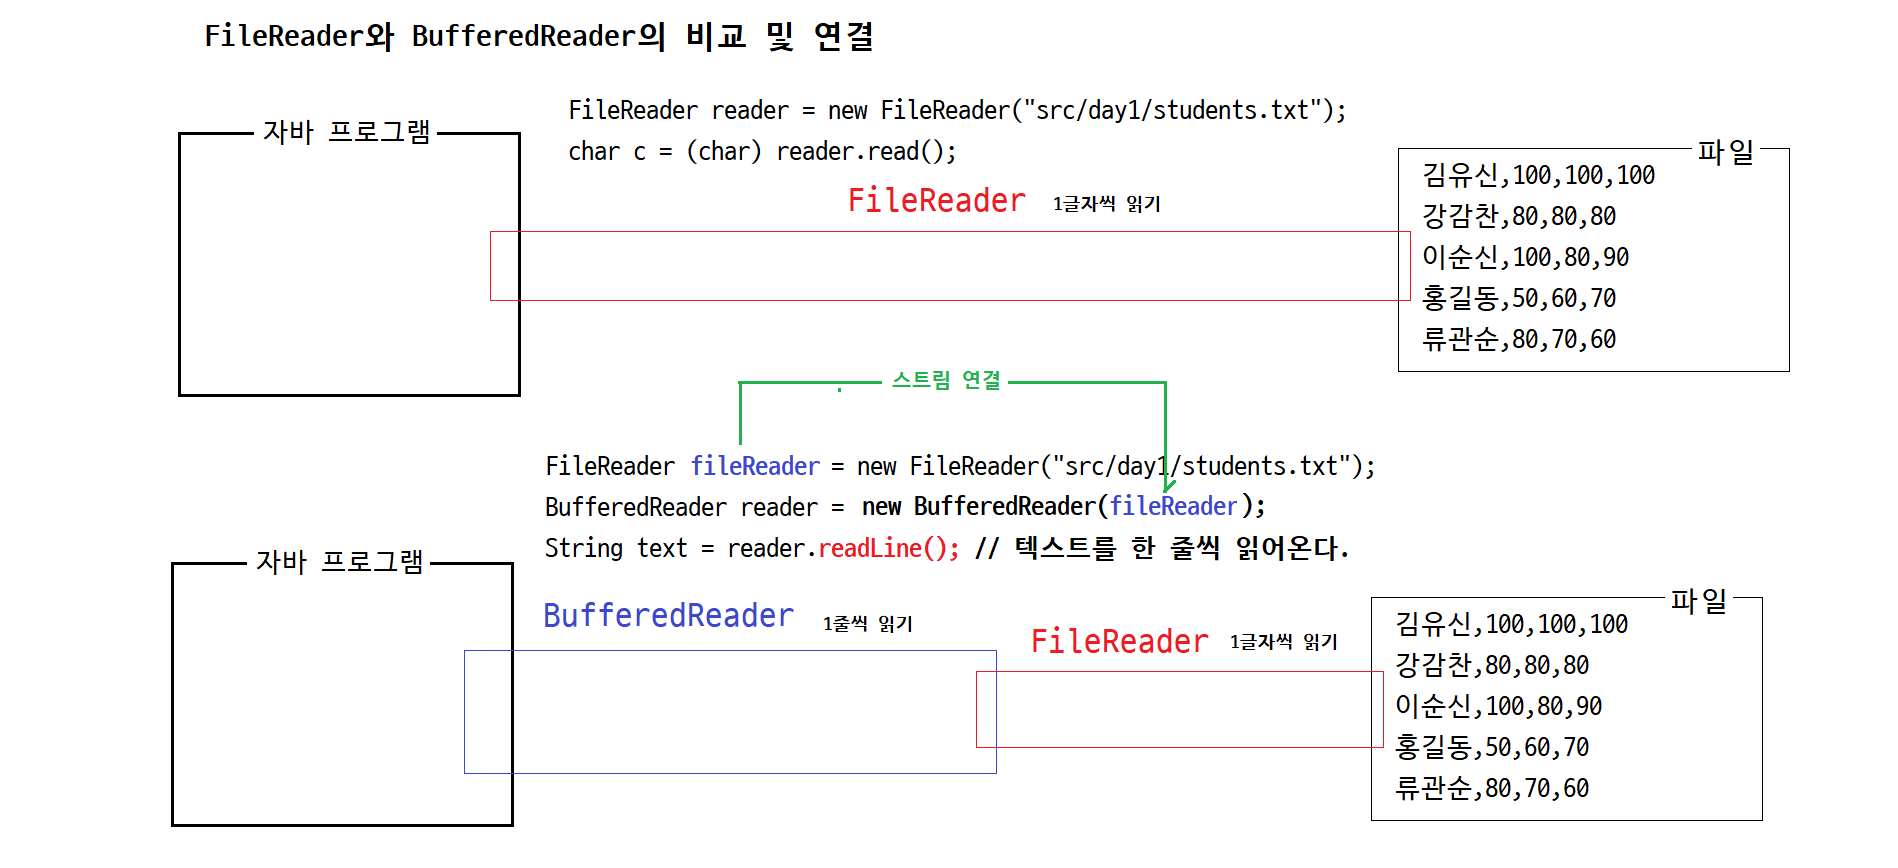 FileReader와 BufferedReader의 비교 및 연결
FileReader reader = new FileReader("src/day1/students.txt");
char c = (char) reader.read();
자바 프로그램
FileReader 1글자씩 읽기
파일
김유신,100,100,100
강감찬,80,80,80
이순신,100,80,90
홍길동,50,60,70
류관순,80,70,60
스트림 연결
FileReader fileReader = new FileReader("src/day1/students.txt");
BufferedReader reader = new BufferedReader(fileReader);
String text = reader.readLine(); // 텍스트를 한 줄씩 읽어온다.
자바 프로그램
BufferedReader 1줄씩 읽기
FileReader 1글자씩 읽기
파일
김유신,100,100,100
강감찬,80,80,80
이순신,100,80,90
홍길동,50,60,70
류관순,80,70,60